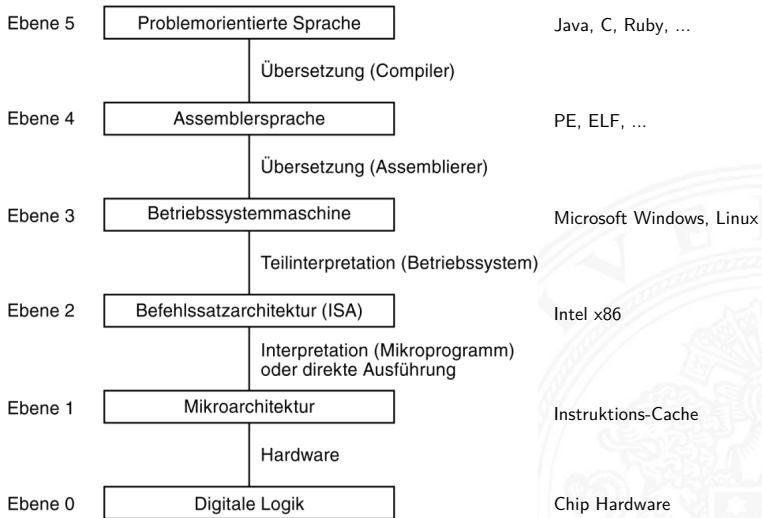 Ebene 5 Problemorientierte Sprache Java, C, Ruby, ...
Übersetzung (Compiler)
Ebene 4 Assemblersprache PE, ELF, ...
Übersetzung (Assemblierer)
Ebene 3 Betriebssystemmaschine Microsoft Windows, Linux
Teilinterpretation (Betriebssystem)
Ebene 2 Befehlssatzarchitektur (ISA) Intel x86
Interpretation (Mikroprogramm)
oder direkte Ausführung
Ebene 1 Mikroarchitektur Instruktions-Cache
Hardware
Ebene 0 Digitale Logik Chip Hardware